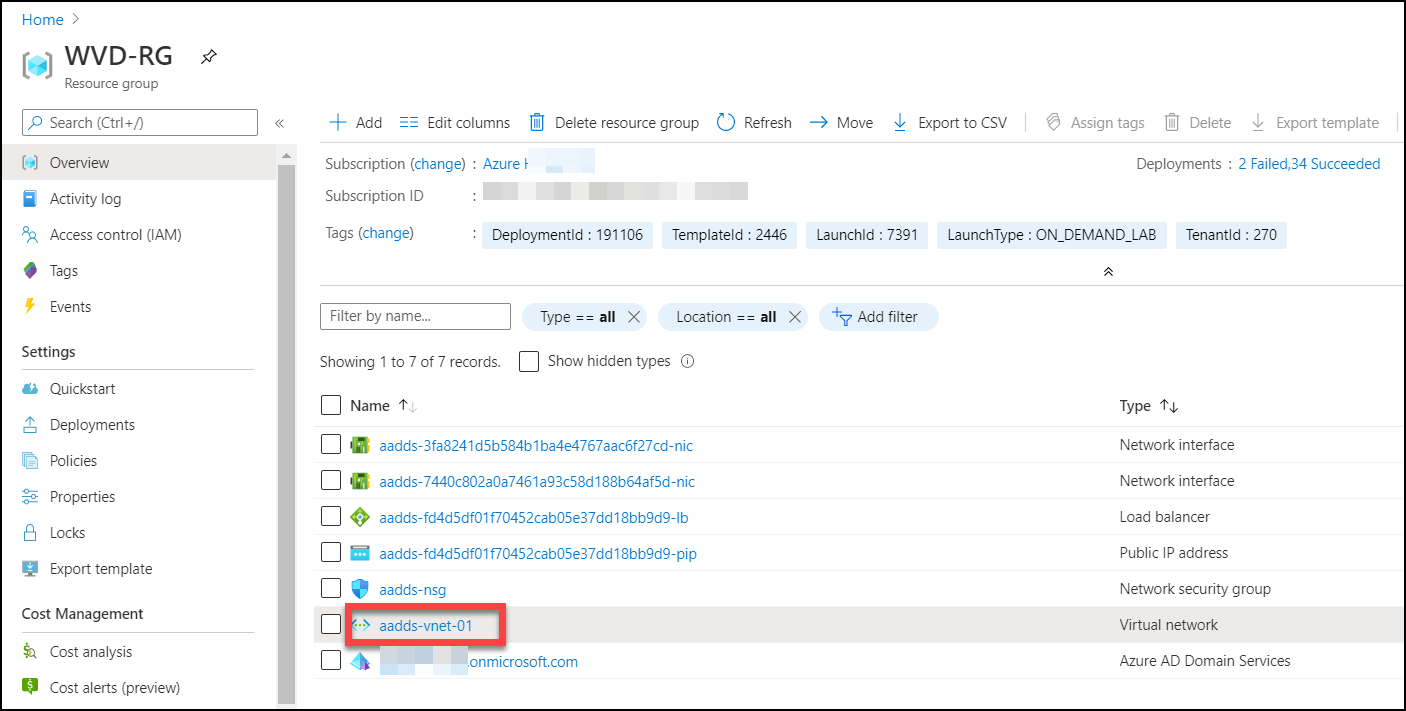 Home >
WVD-RG
Resource group
Search (Ctrl+/) «
Overview
Activity log
Access control (IAM)
Tags
Events
Settings
Quickstart
Deployments
Policies
Properties
Locks
Export template
Cost Management
Cost analysis
Cost alerts (preview)
Add Edit columns Delete resource group Refresh Move Export to CSV Assign tags Delete Export template
Subscription (change) : Azure Deployments : 2 Failed,34 Succeeded
Subscription ID :
Tags (change) : DeploymentId : 191106 TemplateId : 2446 LaunchId : 7391 LaunchType : ON_DEMAND_LAB TenantId : 270
Filter by name... Type == all Location == all Add filter
Showing 1 to 7 of 7 records. Show hidden types
Name Type
aadds-3fa8241d5b584b1ba4e4767aac6f27cd-nic Network interface
aadds-7440c802a0a7461a93c58d188b64af5d-nic Network interface
aadds-fd4d5df01f70452cab05e37dd18bb9d9-lb Load balancer
aadds-fd4d5df01f70452cab05e37dd18bb9d9-pip Public IP address
aadds-nsg Network security group
aadds-vnet-01 Virtual network
.onmicrosoft.com Azure AD Domain Services